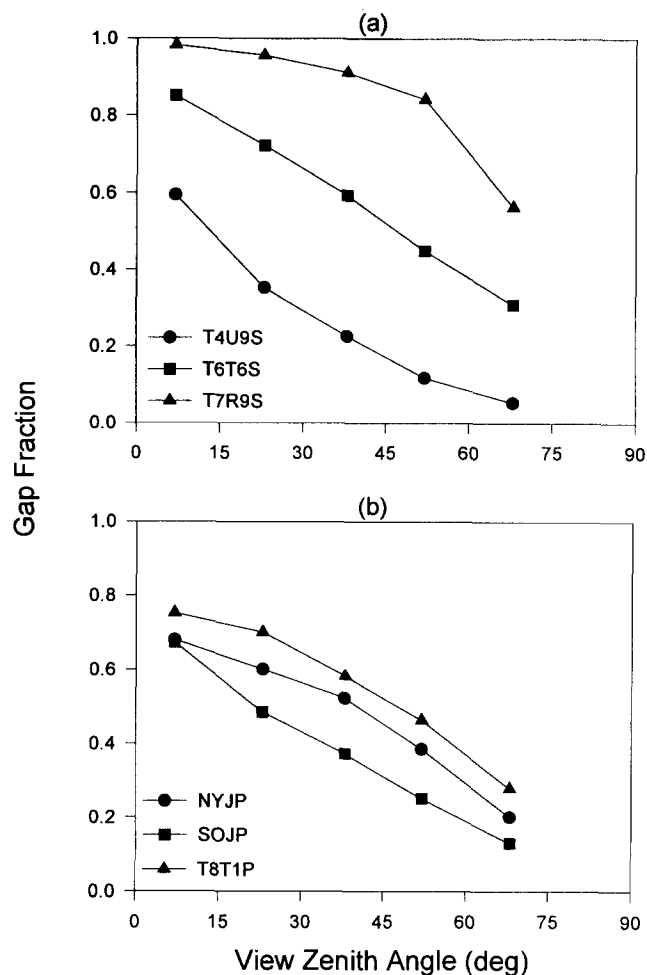 (a)
1.0
0.8
0.6
0.4
0.2
0.0
T4U9S
T6T6S
T7R9S
0 15 30 45 60 75 90
Gap Fraction
(b)
1.0
0.8
0.6
0.4
0.2
0.0
NYJP
SOJP
T8T1P
0 15 30 45 60 75 90
View Zenith Angle (deg)